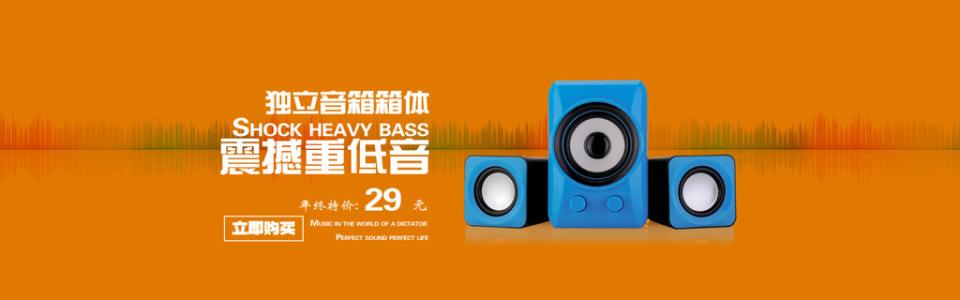 独立音箱箱体
SHOCK HEAVY BASS
震撼重低音
年终特价: 29 元
立即购买
MUSIC IN THE WORLD OF A DICTATOR
PERFECT SOUND PERFECT LIFE